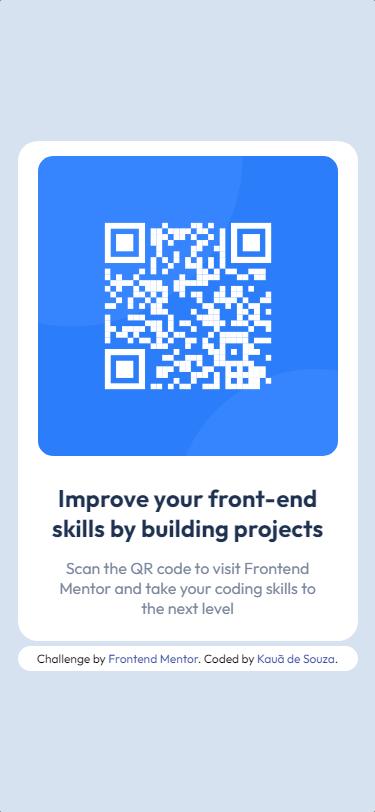 Improve your front-end
skills by building projects
Scan the QR code to visit Frontend
Mentor and take your coding skills to
the next level
Challenge by Frontend Mentor. Coded by Kauã de Souza.